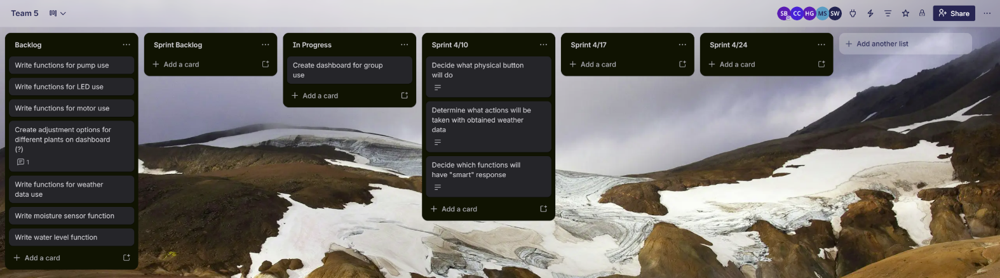 Team 5
SB
CC
HG
MS
SW
Share
Backlog
Write functions for pump use
Write functions for LED use
Write functions for motor use
Create adjustment options for
different plants on dashboard
(?)
1
Write functions for weather
data use
Write moisture sensor function
Write water level function
Add a card
Sprint Backlog
Add a card
In Progress
Create dashboard for group
use
Add a card
Sprint 4/10
Decide what physical button
will do
Determine what actions will be
taken with obtained weather
data
Decide which functions will
have "smart" response
Add a card
Sprint 4/17
Add a card
Sprint 4/24
Add a card
Add another list